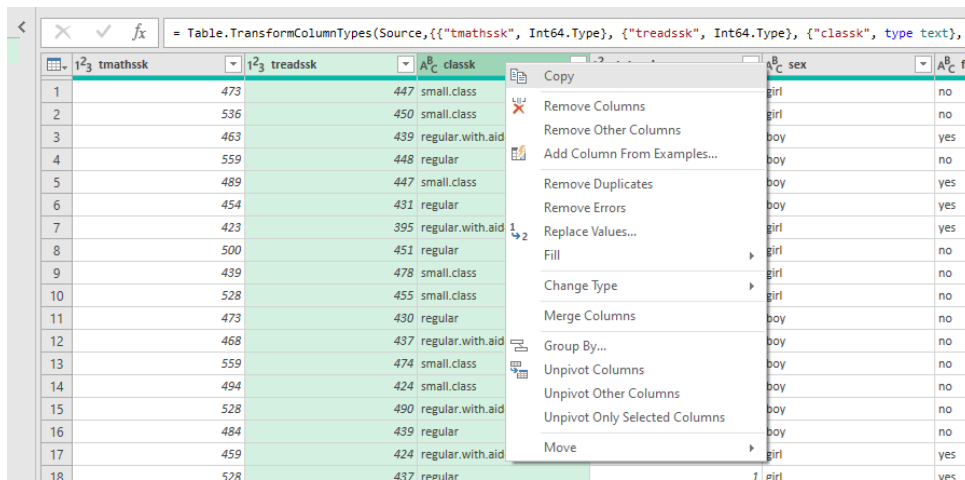 fx = Table.TransformColumnTypes(Source,{{"tmathssk", Int64.Type}, {"treadssk", Int64.Type}, {"classk", type text},
1²3 tmathssk 1²3 treadssk ABC classk ABC sex ABC f
Copy
1 473 447 small.class girl no
Remove Columns
2 536 450 small.class girl no
Remove Other Columns
3 463 439 regular.with.aid boy yes
Add Column From Examples...
4 559 448 regular boy no
Remove Duplicates
5 489 447 small.class boy yes
Remove Errors
6 454 431 regular boy yes
Replace Values...
7 423 395 regular.with.aid girl yes
Fill
8 500 451 regular girl no
9 439 478 small.class girl no
Change Type
10 528 455 small.class girl no
Merge Columns
11 473 430 regular boy no
Group By...
12 468 437 regular.with.aid boy no
Unpivot Columns
13 559 474 small.class boy no
Unpivot Other Columns
14 494 424 small.class boy no
Unpivot Only Selected Columns
15 528 490 regular.with.aid boy no
16 484 439 regular boy no
Move
17 459 424 regular.with.aid girl yes
18 528 437 regular 1 girl yes